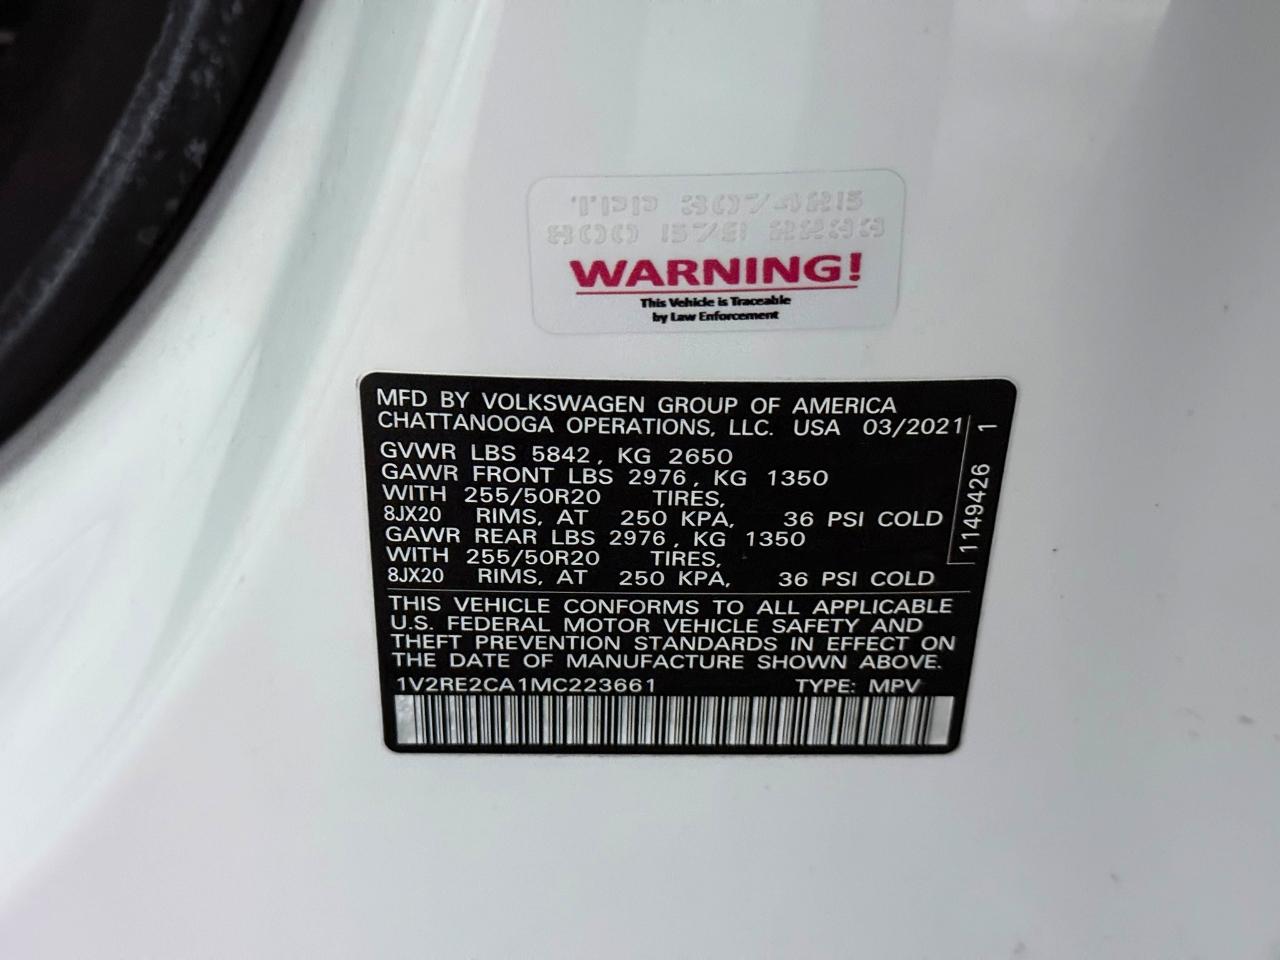 TPP 3074215
800 1571 2233
WARNING!
This Vehicle is Traceable
by Law Enforcement
MFD BY VOLKSWAGEN GROUP OF AMERICA
CHATTANOOGA OPERATIONS, LLC. USA 03/2021
GVWR LBS 5842, KG 2650
GAWR FRONT LBS 2976, KG 1350
WITH 255/50R20 TIRES,
8JX20 RIMS, AT 250 KPA, 36 PSI COLD
GAWR REAR LBS 2976, KG 1350
WITH 255/50R20 TIRES,
8JX20 RIMS, AT 250 KPA, 36 PSI COLD
THIS VEHICLE CONFORMS TO ALL APPLICABLE
U.S. FEDERAL MOTOR VEHICLE SAFETY AND
THEFT PREVENTION STANDARDS IN EFFECT ON
THE DATE OF MANUFACTURE SHOWN ABOVE.
1V2RE2CA1MC223661 TYPE: MPV
1149426 1